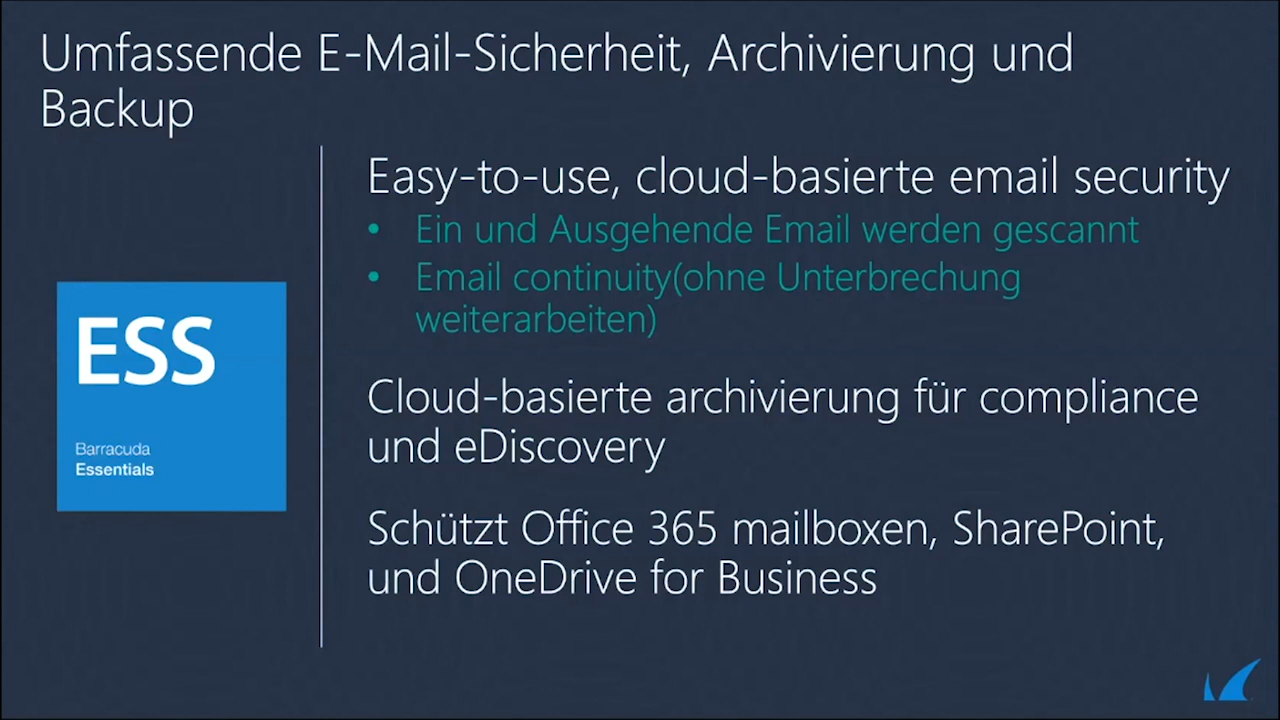 Umfassende E-Mail-Sicherheit, Archivierung und
Backup
Easy-to-use, cloud-basierte email security
• Ein und Ausgehende Email werden gescannt
• Email continuity(ohne Unterbrechung
weiterarbeiten)
ESS
Barracuda
Essentials
Cloud-basierte archivierung für compliance
und eDiscovery
Schützt Office 365 mailboxen, SharePoint,
und OneDrive for Business